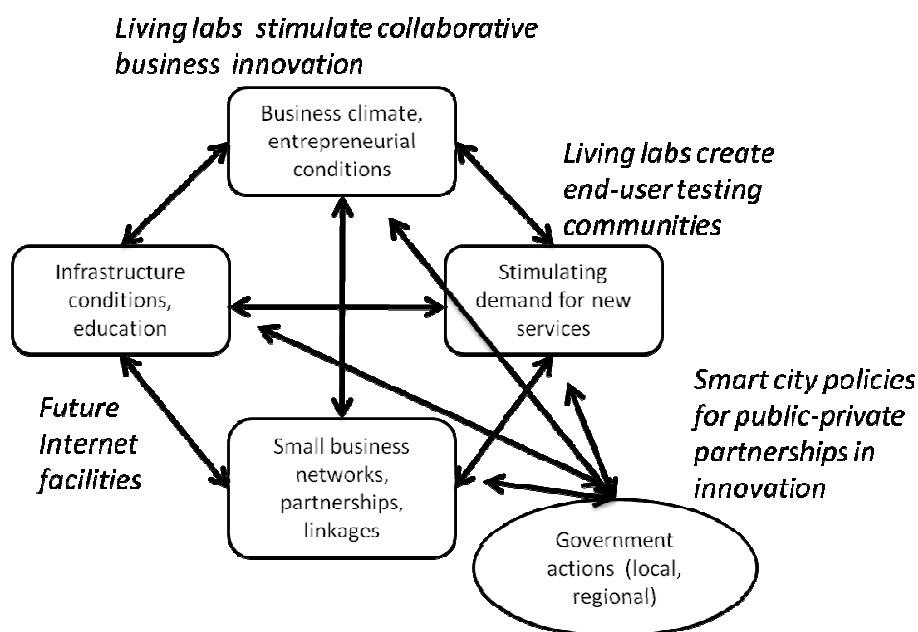 Living labs stimulate collaborative
business innovation
Business climate,
entrepreneurial
conditions
Living labs create
end-user testing
communities
Infrastructure
conditions,
education
Stimulating
demand for new
services
Future
Internet
facilities
Small business
networks,
partnerships,
linkages
Smart city policies
for public-private
partnerships in
innovation
Government
actions (local,
regional)